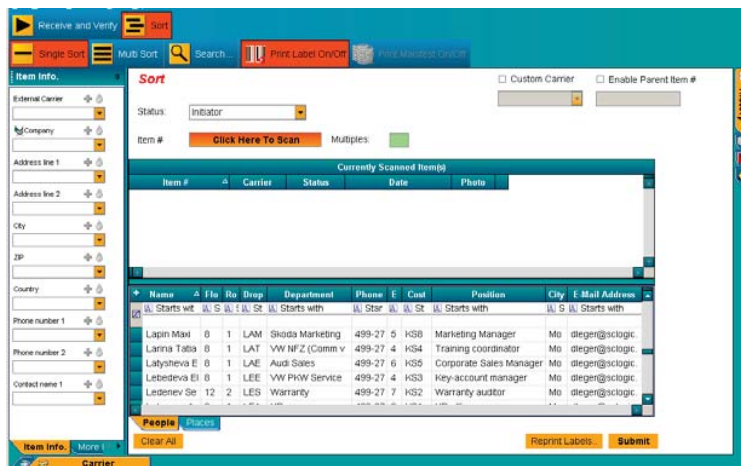 Receive and Verify Sort
Single Sort Multi Sort Search... Print Label On/Off Print Manifest On/Off
Item Info.
Sort
Custom Carrier Enable Parent Item #
External Carrier
Status: Initiator
Company
Item # Click Here To Scan Multiples:
Address line 1
Currently Scanned Item(s)
Item # Carrier Status Date Photo
Address line 2
City
ZIP
Country
Name Flo Ro Drop Department Phone E Cost Position City E-Mail Address
Starts wit S St Starts with Star St Starts with S Starts with
Phone number 1
Lapin Maxi 8 1 LAM Skoda Marketing 499-27 5 KS8 Marketing Manager Mo dleger@sclogic.
Larina Tatia 8 1 LAT VW NFZ (Comm v 499-27 4 KS4 Training coordinator Mo dleger@sclogic.
Phone number 2
Latysheva E 8 1 LAE Audi Sales 499-27 6 KS5 Corporate Sales Manager Mo dleger@sclogic.
Lebedeva El 8 1 LEE VW PKW Service 499-27 4 KS3 Key-account manager Mo dleger@sclogic.
Contact name 1
Ledenev Se 12 2 LES Warranty 499-27 7 KS2 Warranty auditor Mo dleger@sclogic.
People Places
Clear All Reprint Labels... Submit
Item Info. More I
Carrier